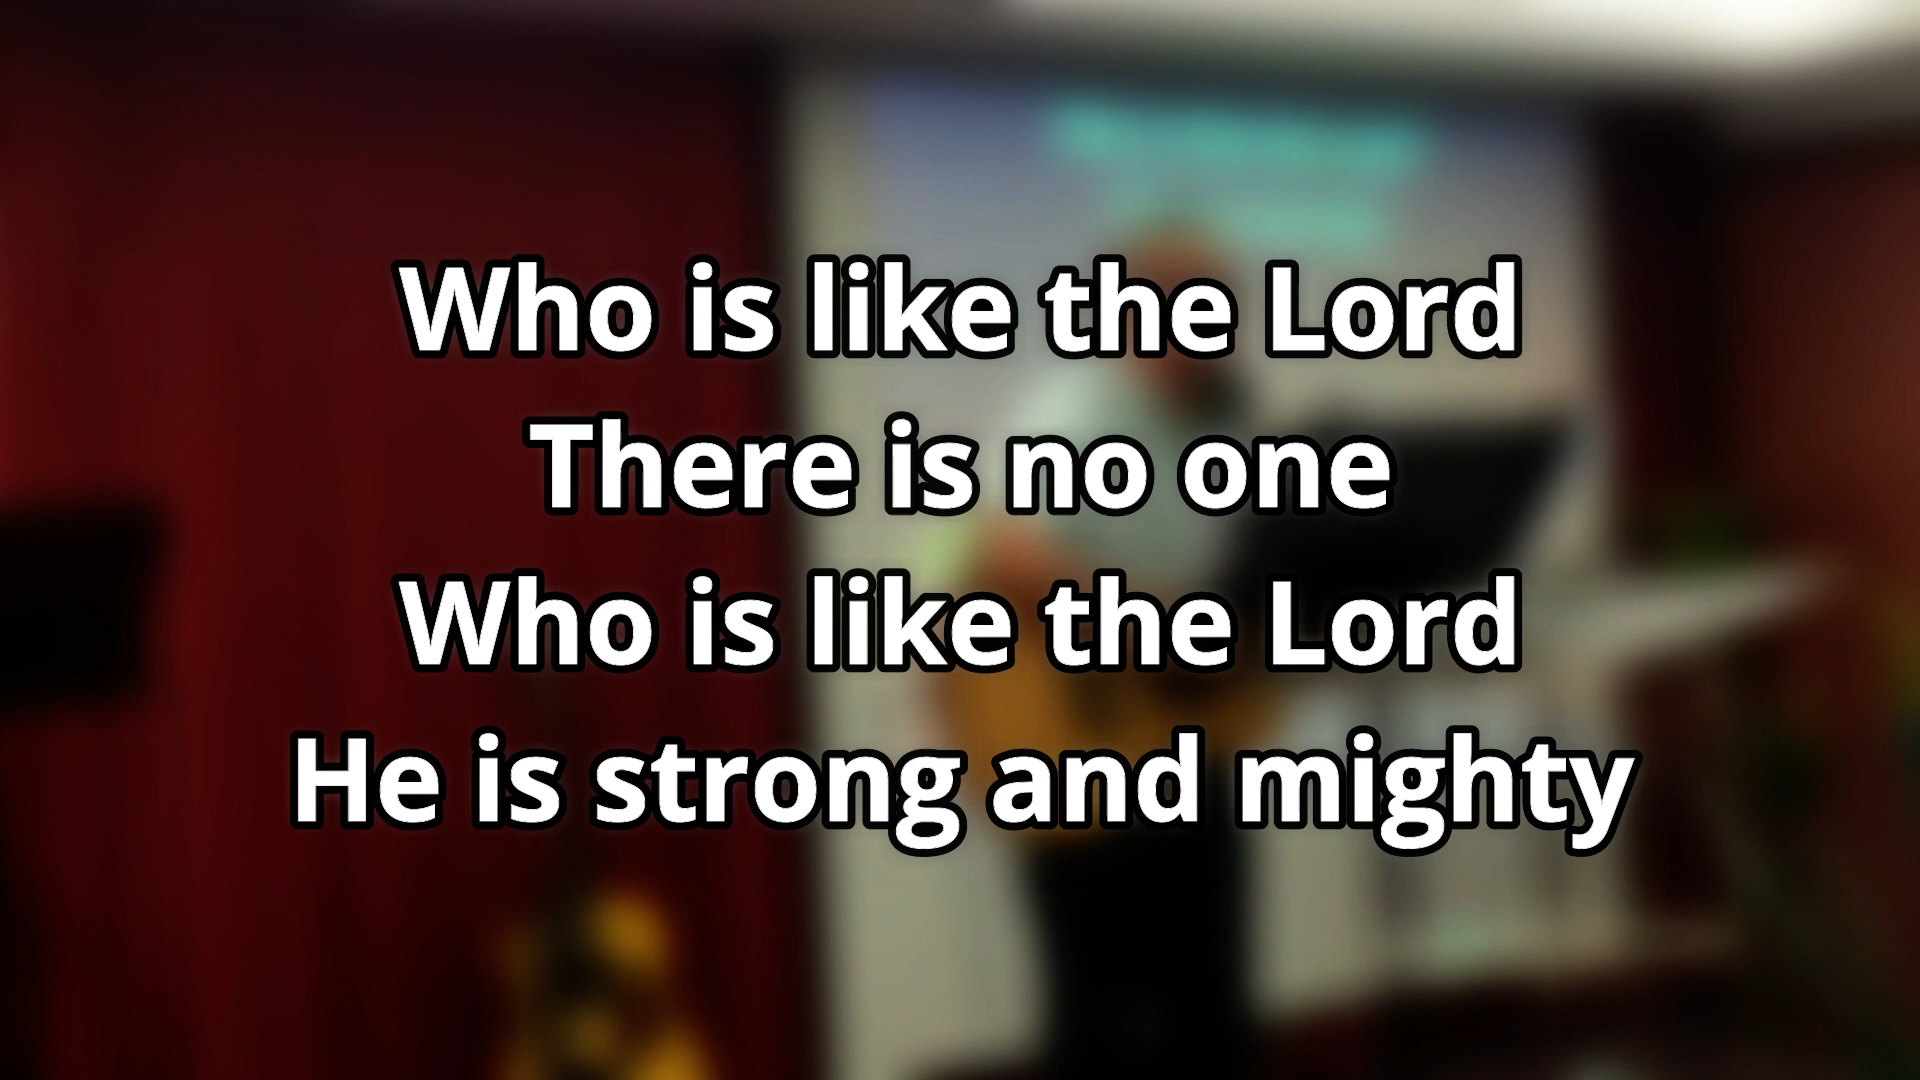 Who is like the Lord
There is no one
Who is like the Lord
He is strong and mighty